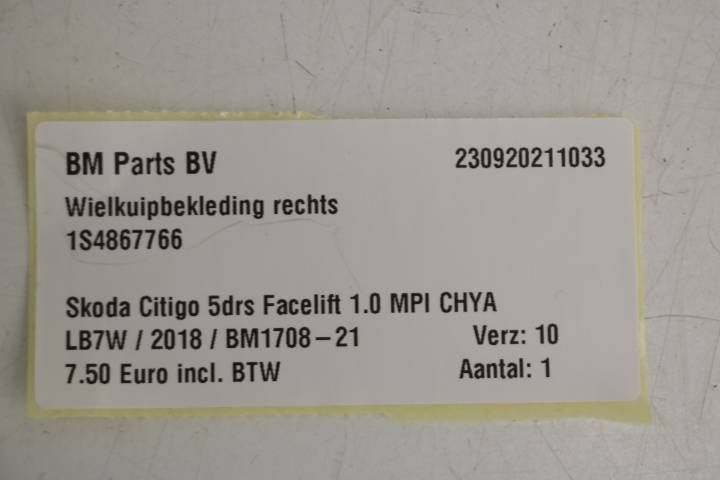 BM Parts BV 230920211033
Wielkuipbekleding rechts
1S4867766
Skoda Citigo 5drs Facelift 1.0 MPI CHYA
LB7W / 2018 / BM1708-21 Verz: 10
7.50 Euro incl. BTW Aantal: 1